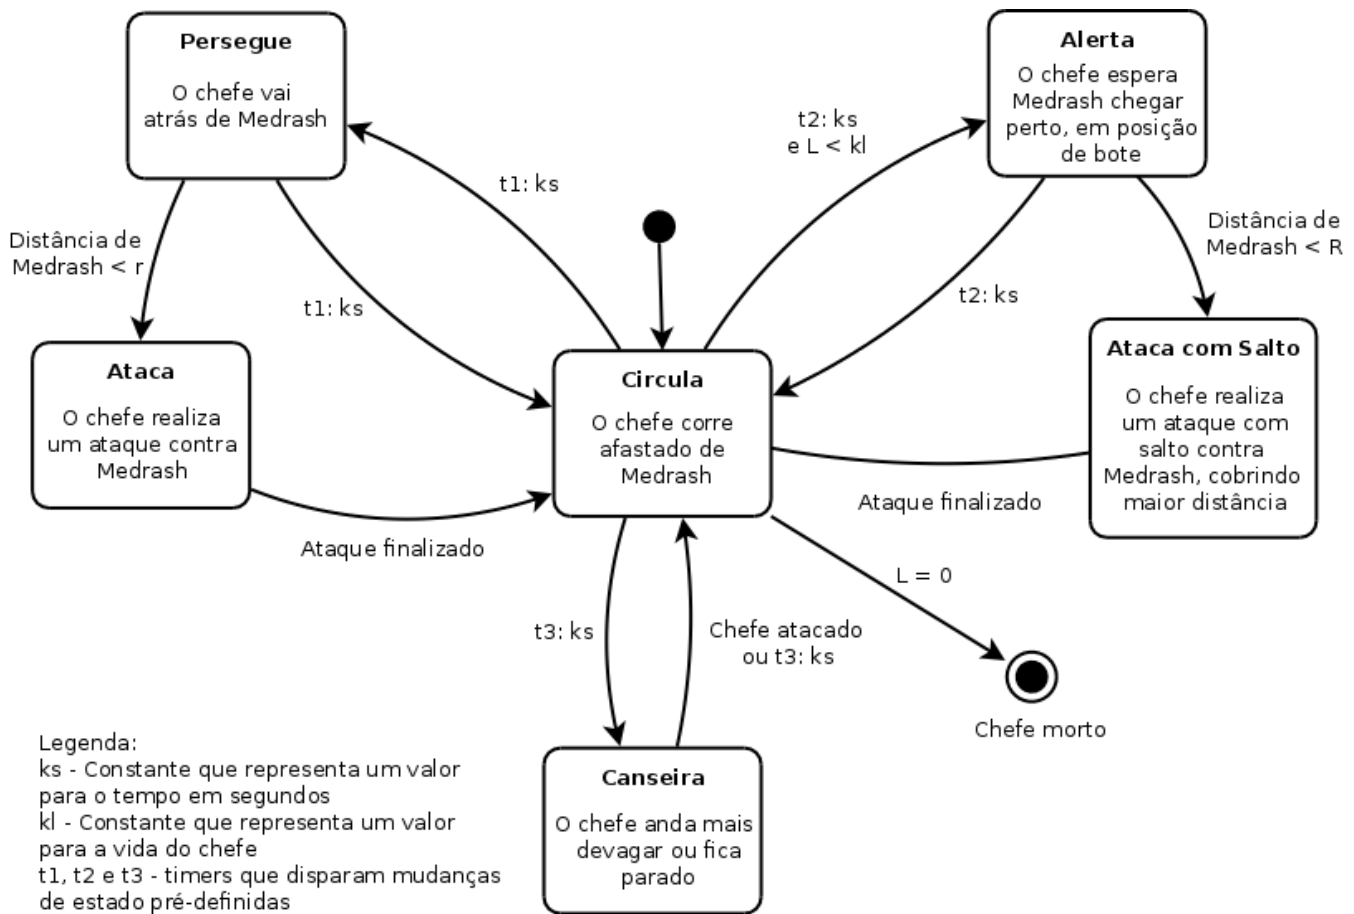 Persegue
O chefe vai
atrás de Medrash
Alerta
O chefe espera
Medrash chegar
perto, em posição
de bote
t2: ks
e L < kl
t1: ks
Distância de
Medrash < r
t1: ks
t2: ks
Distância de
Medrash < R
Ataca
O chefe realiza
um ataque contra
Medrash
Circula
O chefe corre
afastado de
Medrash
Ataca com Salto
O chefe realiza
um ataque com
salto contra
Medrash, cobrindo
maior distância
Ataque finalizado
Ataque finalizado
L = 0
t3: ks
Chefe atacado
ou t3: ks
Chefe morto
Canseira
O chefe anda mais
devagar ou fica
parado
Legenda:
ks - Constante que representa um valor
para o tempo em segundos
kl - Constante que representa um valor
para a vida do chefe
t1, t2 e t3 - timers que disparam mudanças
de estado pré-definidas